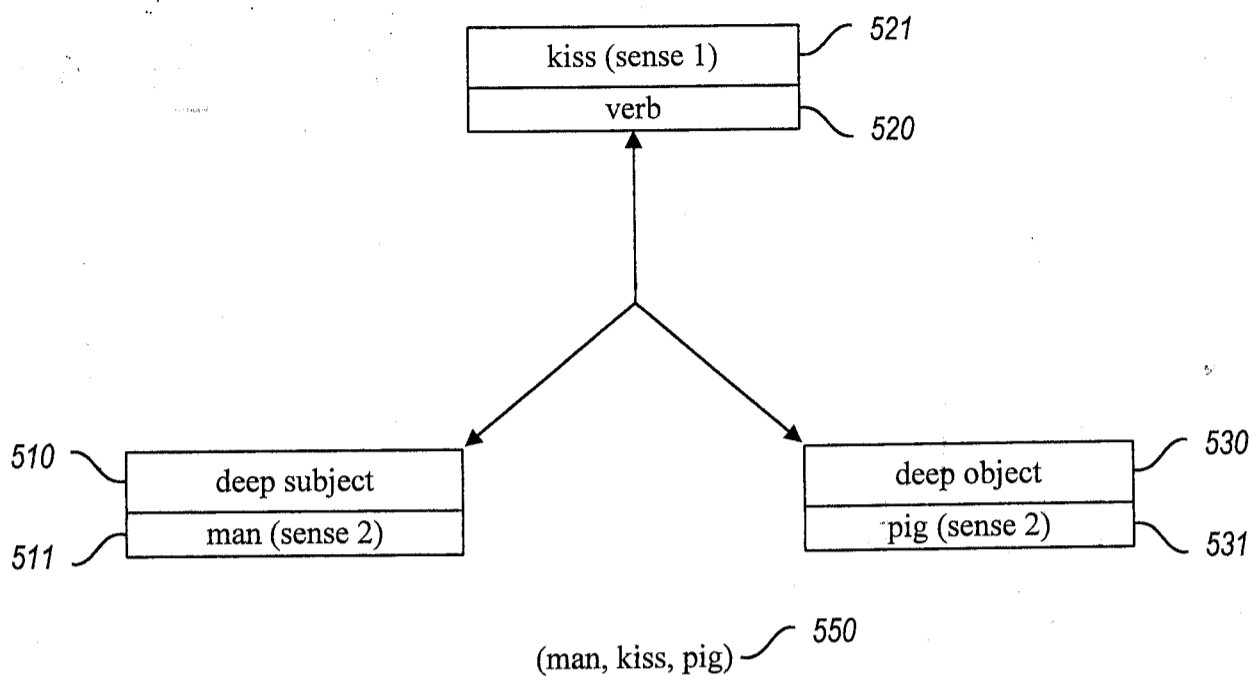 kiss (sense 1) 521
verb 520
510 deep subject
deep object 530
511 man (sense 2)
pig (sense 2) 531
(man, kiss, pig) 550